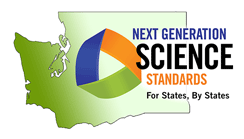 NEXT GENERATION
SCIENCE
STANDARDS
For States, By States